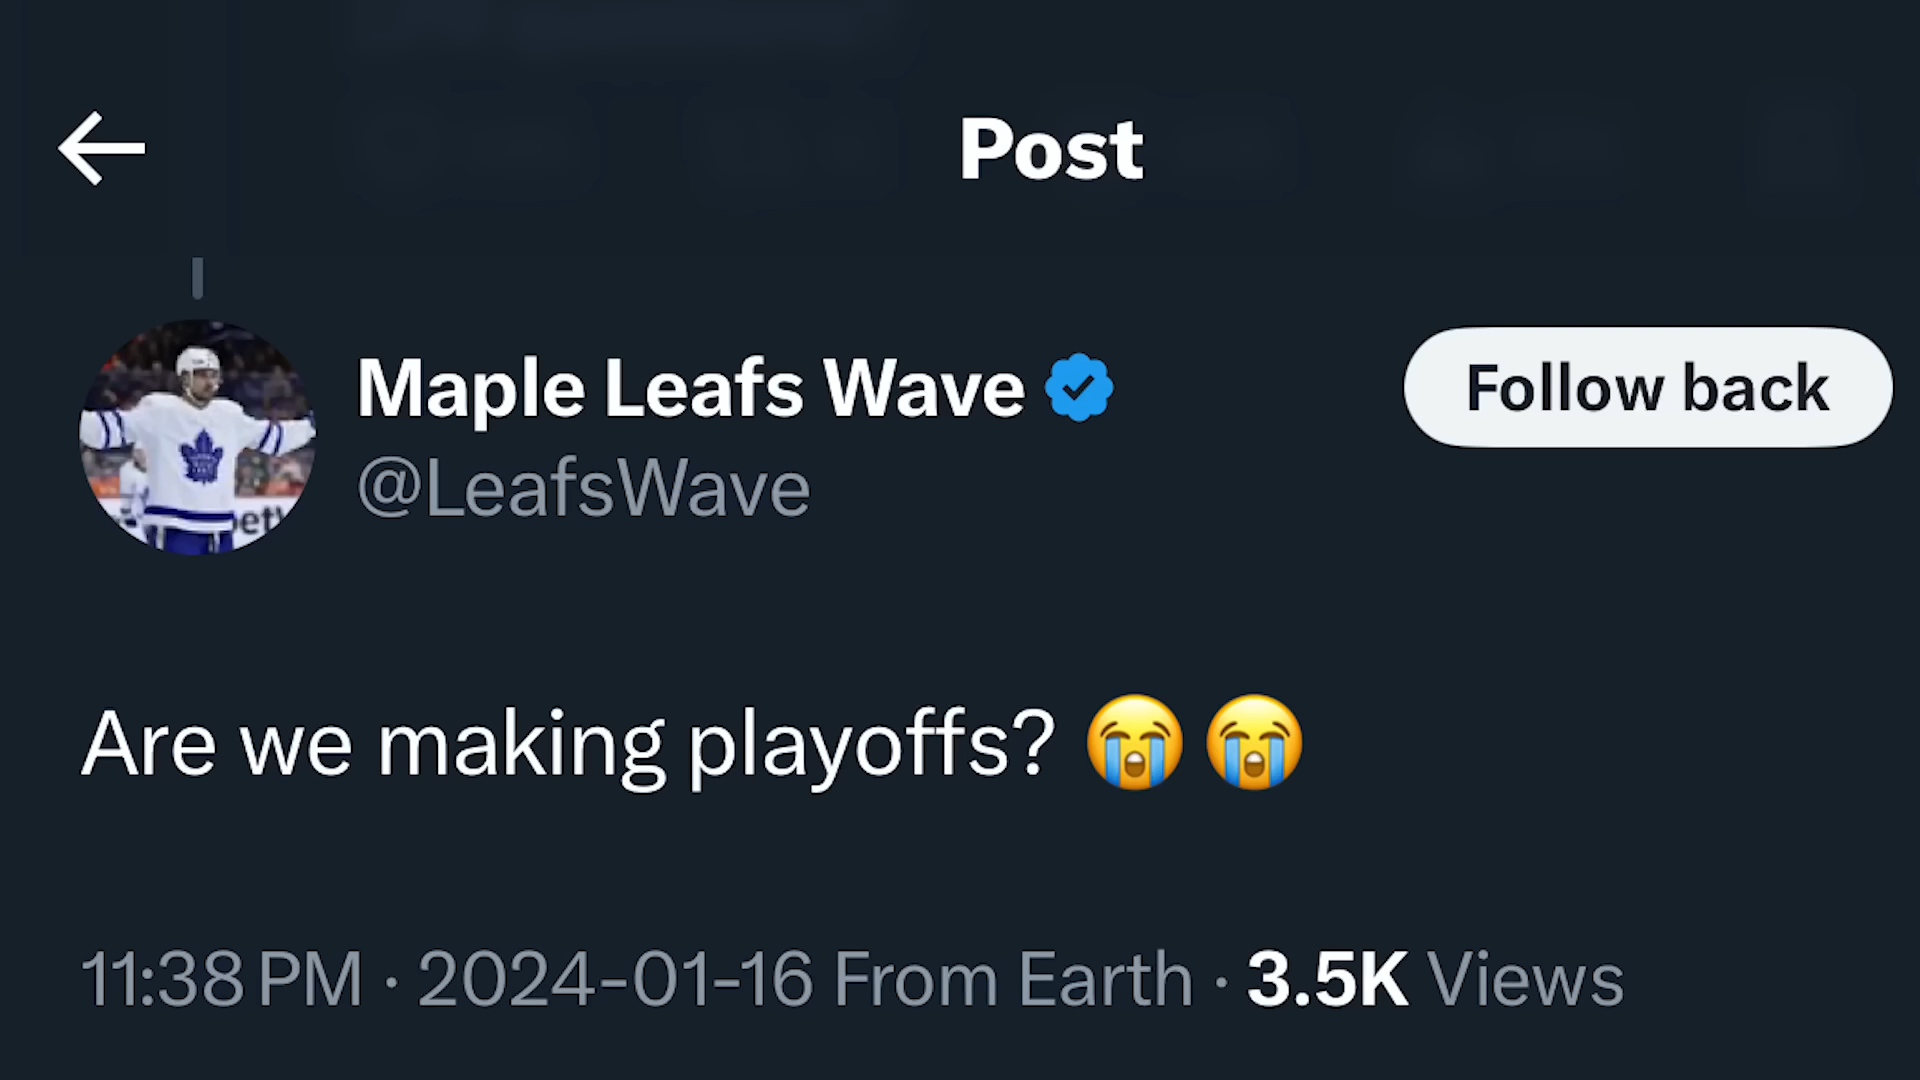 Post
Maple Leafs Wave
Follow back
@LeafsWave
Are we making playoffs? 😭 😭
11:38 PM · 2024-01-16 From Earth · 3.5K Views